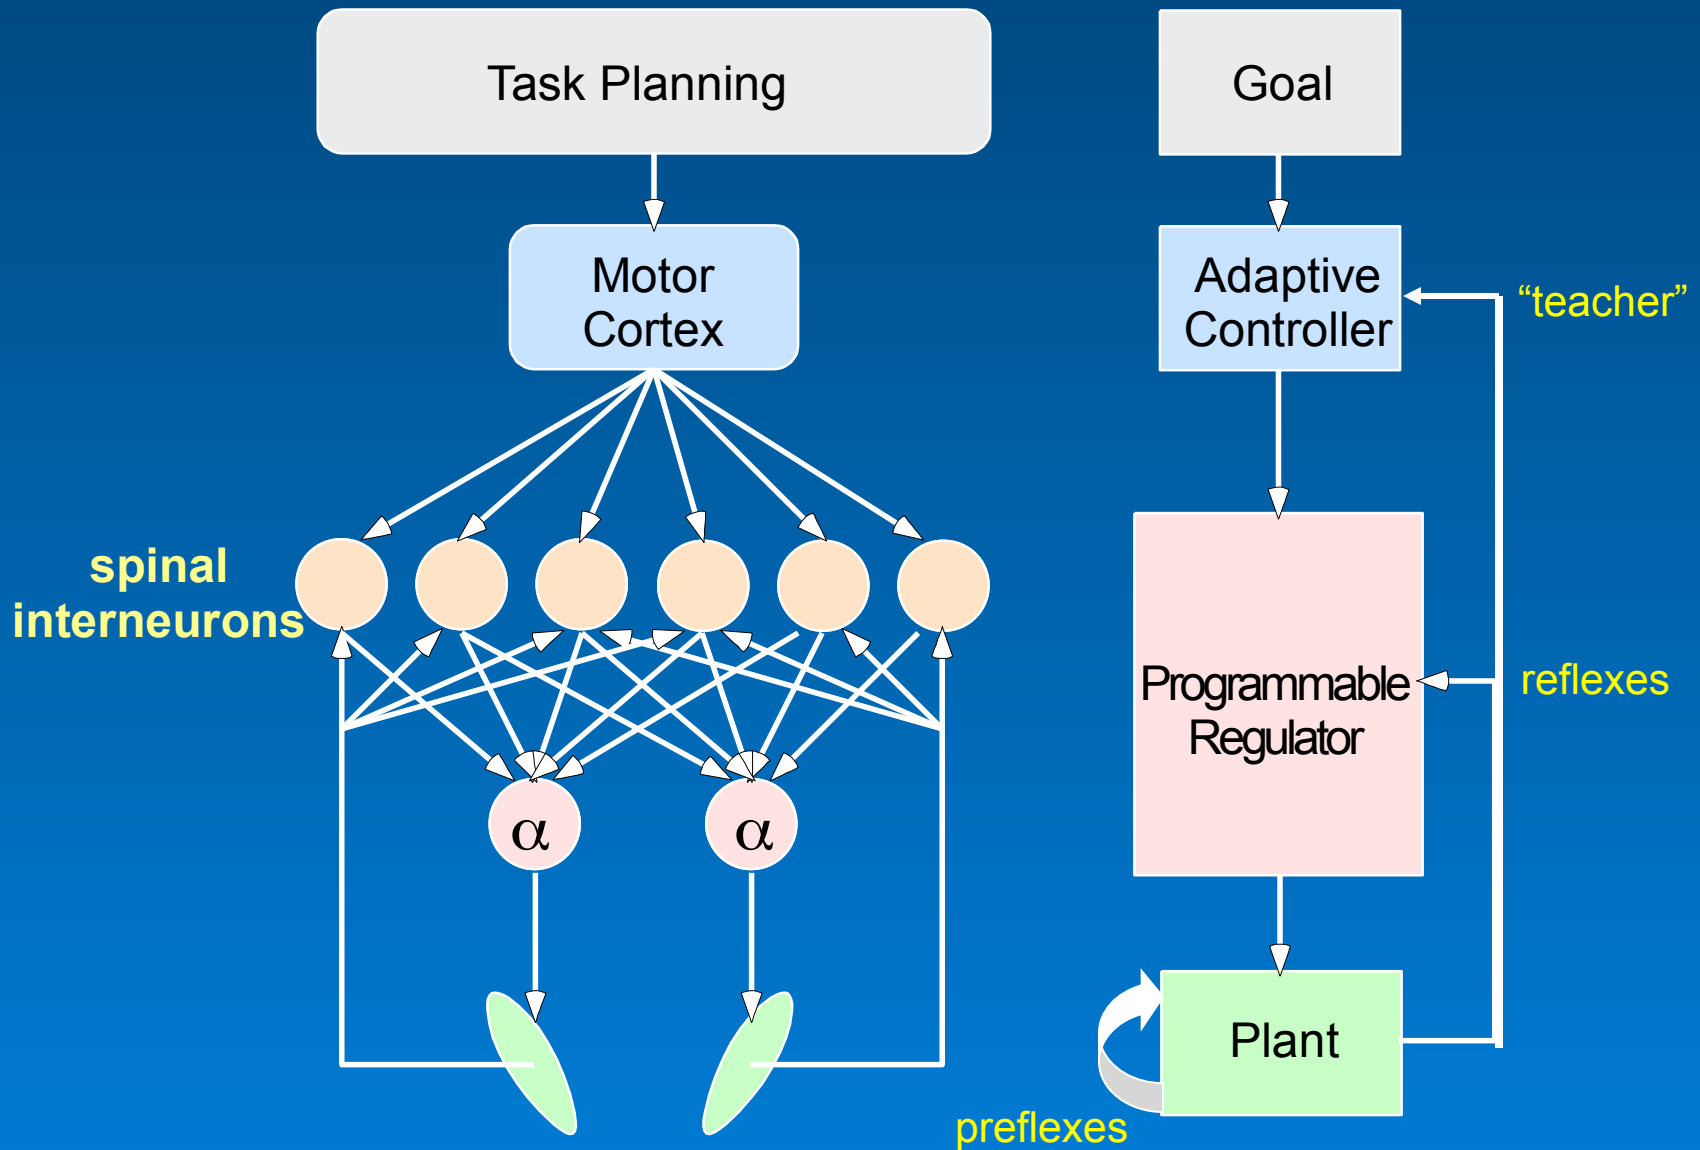 Task Planning
Goal
Motor
Cortex
Adaptive
Controller
“teacher”
spinal
interneurons
Programmable
Regulator
reflexes
α
α
Plant
preflexes